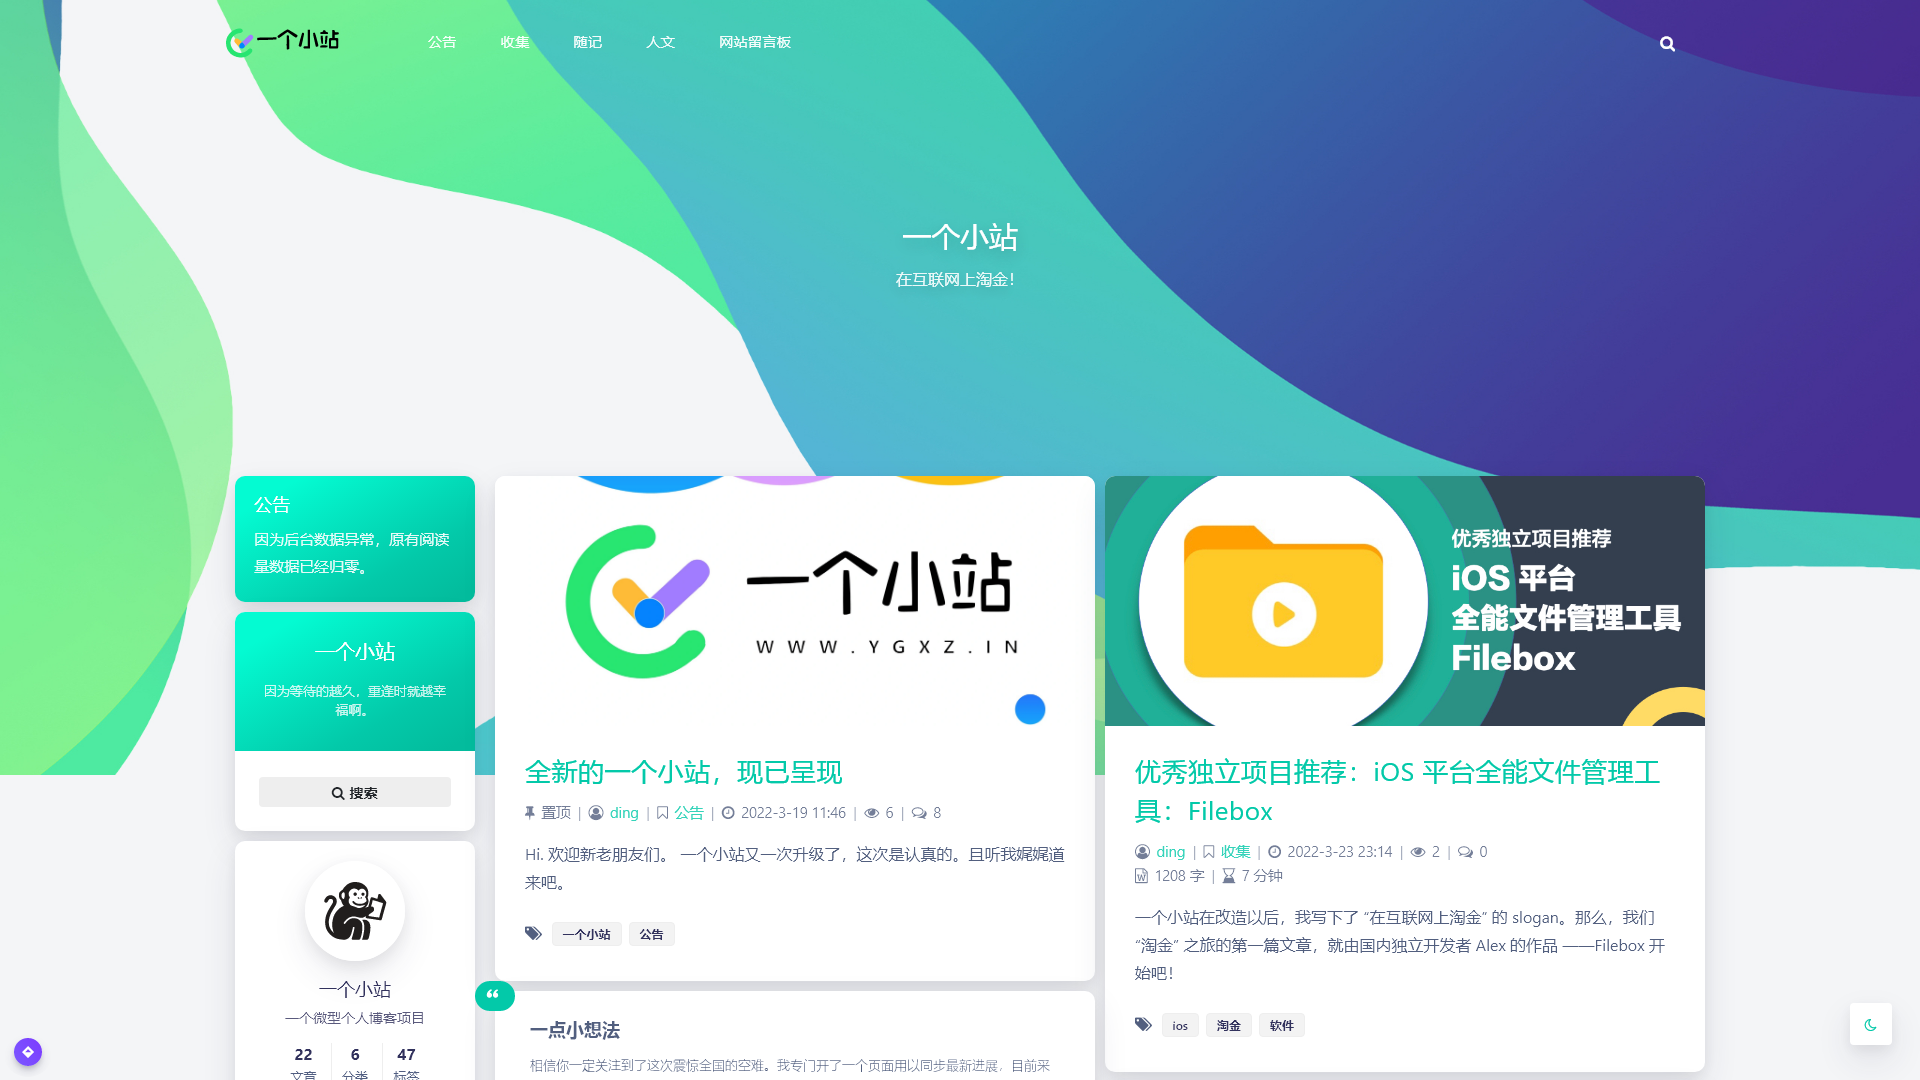 一个小站
公告
收集
随记
人文
网站留言板
一个小站
在互联网上淘金！
公告
因为后台数据异常，原有阅读
量数据已经归零。
一个小站
因为等待的越久，重逢时就越幸
福啊。
搜索
一个小站
一个微型个人博客项目
22
6
47
文章
分类
标签
一个小站
WWW.YGXZ.IN
全新的一个小站，现已呈现
置顶 | ding | 公告 | 2022-3-19 11:46 | 6 | 8
Hi. 欢迎新老朋友们。 一个小站又一次升级了，这次是认真的。且听我娓娓道
来吧。
一个小站
公告
一点小想法
相信你一定关注到了这次震惊全国的空难。我专门开了一个页面用以同步最新进展，目前采
优秀独立项目推荐
iOS 平台
全能文件管理工具
Filebox
优秀独立项目推荐：iOS 平台全能文件管理工
具：Filebox
ding | 收集 | 2022-3-23 23:14 | 2 | 0
1208 字 | 7 分钟
一个小站在改造以后，我写下了 “在互联网上淘金” 的 slogan。那么，我们
“淘金” 之旅的第一篇文章，就由国内独立开发者 Alex 的作品 ——Filebox 开
始吧！
ios
淘金
软件